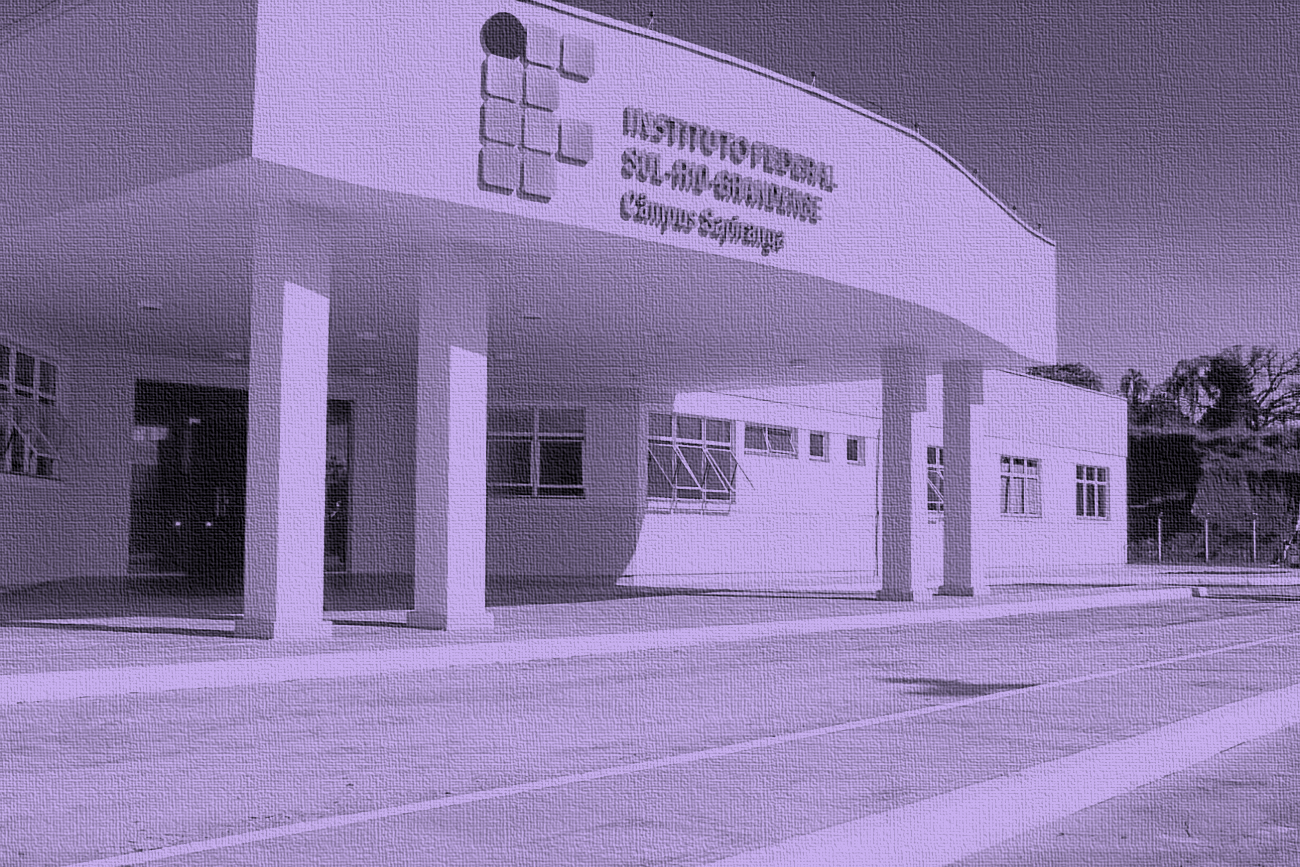 INSTITUTO FEDERAL
SUL-RIO-GRANDENSE
Câmpus Sapiranga